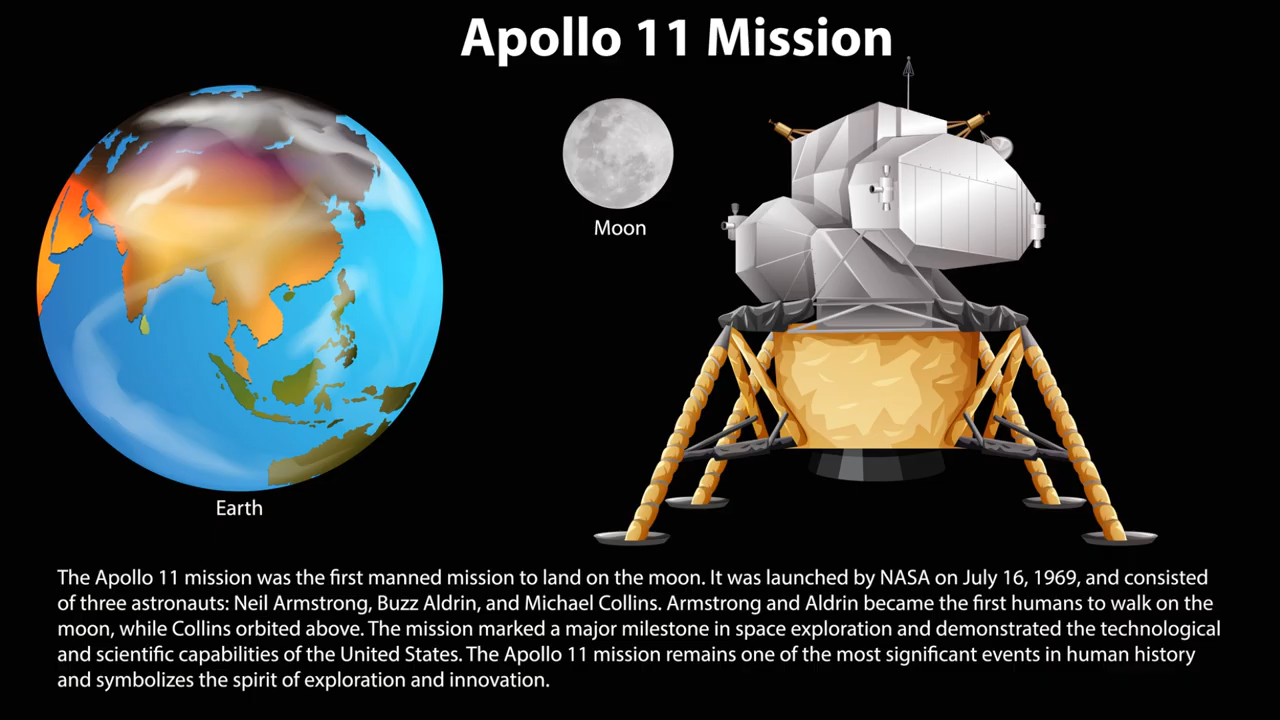 Apollo 11 Mission
Moon
Earth
The Apollo 11 mission was the first manned mission to land on the moon. It was launched by NASA on July 16, 1969, and consisted
of three astronauts: Neil Armstrong, Buzz Aldrin, and Michael Collins. Armstrong and Aldrin became the first humans to walk on the
moon, while Collins orbited above. The mission marked a major milestone in space exploration and demonstrated the technological
and scientific capabilities of the United States. The Apollo 11 mission remains one of the most significant events in human history
and symbolizes the spirit of exploration and innovation.